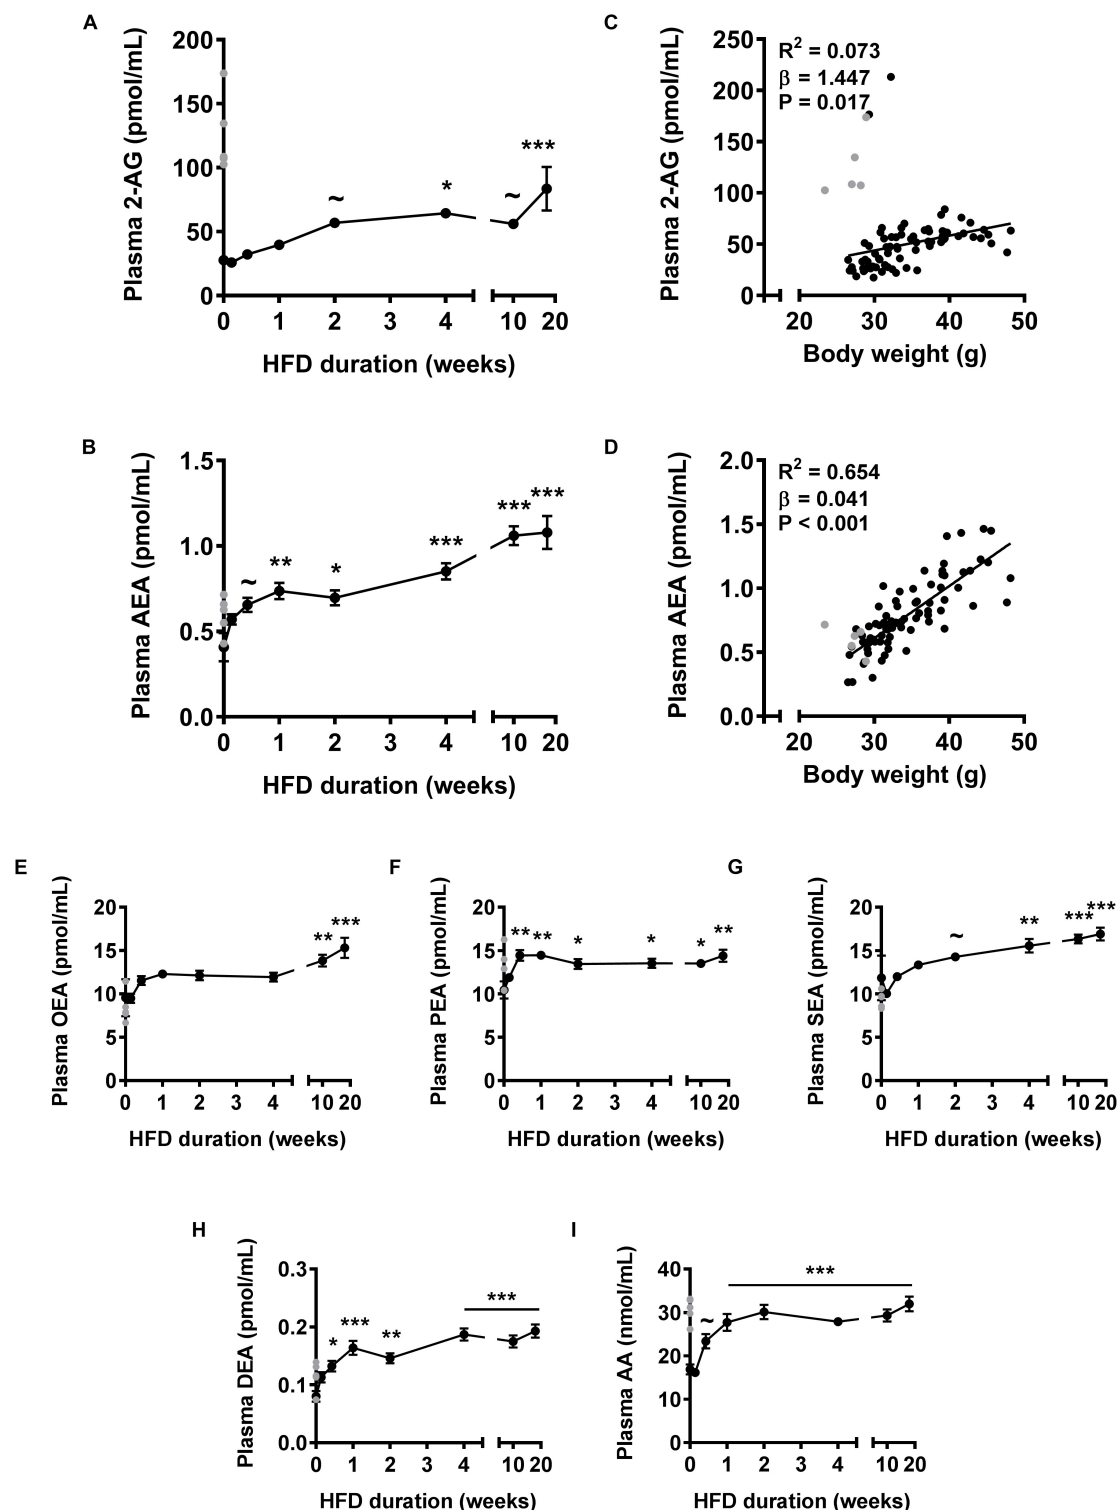 A
Plasma 2-AG (pmol/mL)
200
150
100
50
0
~
*
~
***
0 1 2 3 4 10 20
HFD duration (weeks)
C
Plasma 2-AG (pmol/mL)
250
200
150
100
50
0
R2 = 0.073
β = 1.447
P = 0.017
20 30 40 50
Body weight (g)
B
Plasma AEA (pmol/mL)
1.5
1.0
0.5
0.0
~
**
*
***
***
***
0 1 2 3 4 10 20
HFD duration (weeks)
D
Plasma AEA (pmol/mL)
2.0
1.5
1.0
0.5
0.0
R2 = 0.654
β = 0.041
P < 0.001
20 30 40 50
Body weight (g)
E
Plasma OEA (pmol/mL)
20
15
10
5
0
**
***
0 1 2 3 4 10 20
HFD duration (weeks)
F
Plasma PEA (pmol/mL)
20
15
10
5
0
**
**
*
*
*
**
0 1 2 3 4 10 20
HFD duration (weeks)
G
Plasma SEA (pmol/mL)
20
15
10
5
0
~
**
***
***
0 1 2 3 4 10 20
HFD duration (weeks)
H
Plasma DEA (pmol/mL)
0.3
0.2
0.1
0.0
*
***
**
***
0 1 2 3 4 10 20
HFD duration (weeks)
I
Plasma AA (nmol/mL)
40
30
20
10
0
~
***
0 1 2 3 4 10 20
HFD duration (weeks)